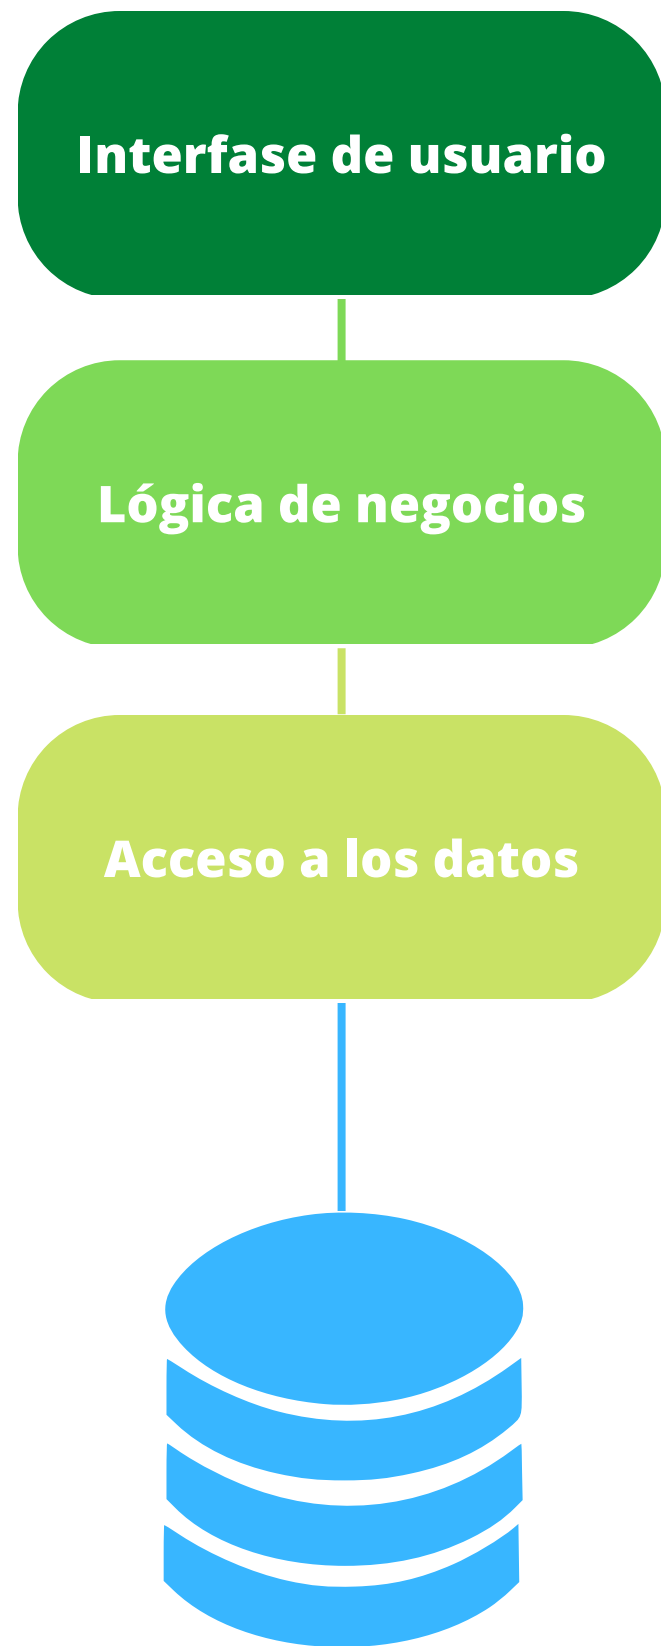 Interfase de usuario
Lógica de negocios
Acceso a los datos